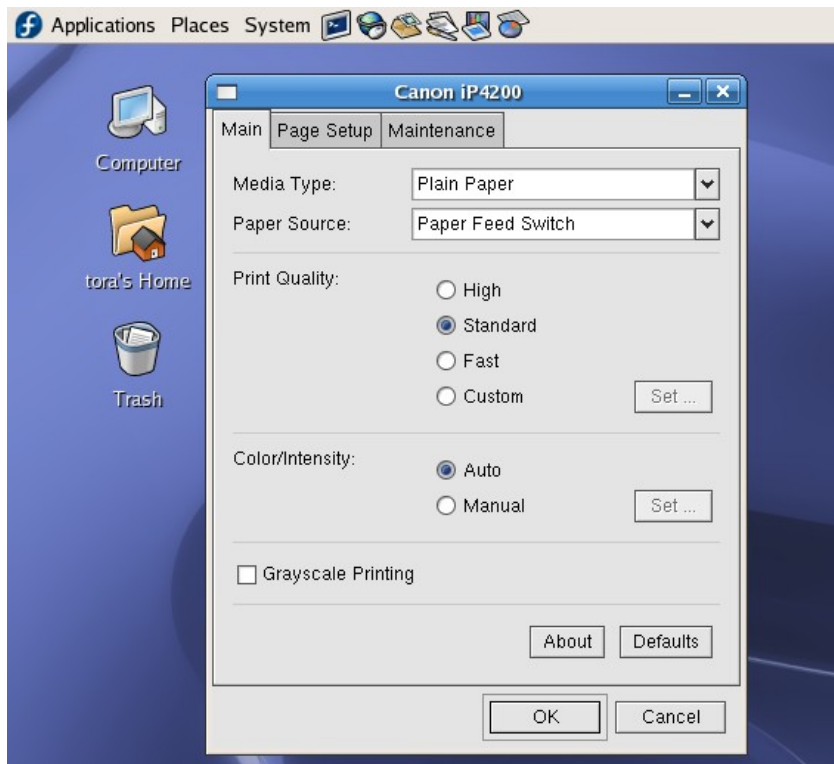 Applications Places System
Computer
tora's Home
Trash
Canon iP4200
Main Page Setup Maintenance
Media Type: Plain Paper
Paper Source: Paper Feed Switch
Print Quality:
High
Standard
Fast
Custom Set ...
Color/Intensity:
Auto
Manual Set ...
Grayscale Printing
About Defaults
OK Cancel